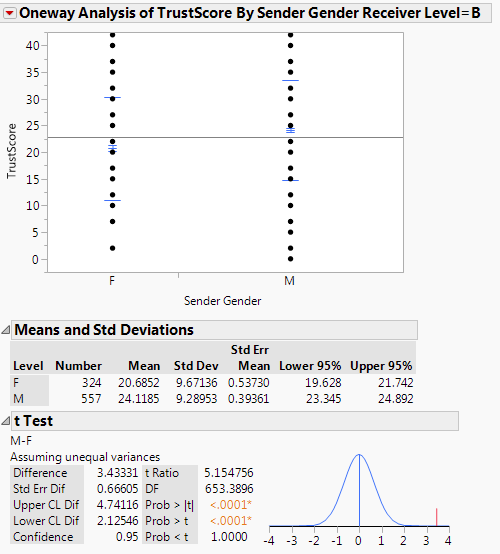 Oneway Analysis of TrustScore By Sender Gender Receiver Level=B
40
35
30
25
20
15
10
5
0
TrustScore
F M
Sender Gender
Means and Std Deviations
Std Err
Level Number Mean Std Dev Mean Lower 95% Upper 95%
F 324 20.6852 9.67136 0.53730 19.628 21.742
M 557 24.1185 9.28953 0.39361 23.345 24.892
t Test
M-F
Assuming unequal variances
Difference 3.43331 t Ratio 5.154756
Std Err Dif 0.66605 DF 653.3896
Upper CL Dif 4.74116 Prob > |t| <.0001*
Lower CL Dif 2.12546 Prob > t <.0001*
Confidence 0.95 Prob < t 1.0000
-4 -3 -2 -1 0 1 2 3 4